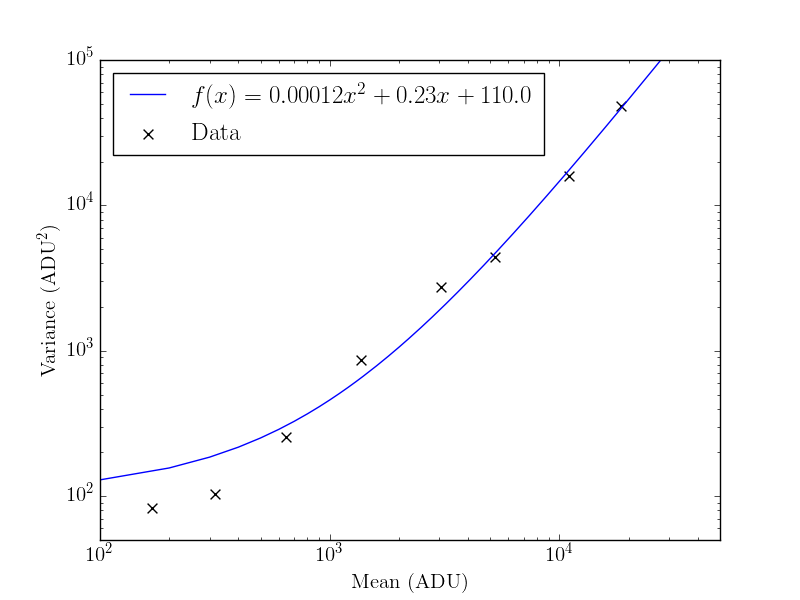 10⁵
10⁴
10³
10²
Variance (ADU²)
f(x) = 0.00012x² + 0.23x + 110.0
Data
10² 10³ 10⁴
Mean (ADU)